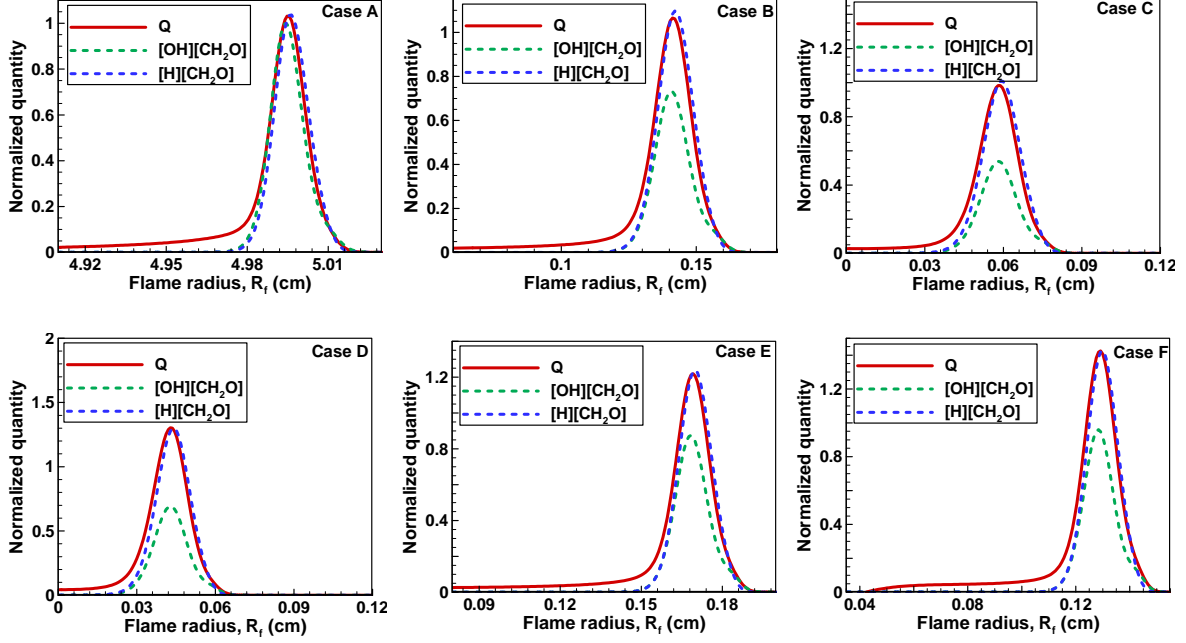 Case A
Q
[OH][CH₂O]
[H][CH₂O]
Normalized quantity
1
0.8
0.6
0.4
0.2
0
4.92
4.95
4.98
5.01
Flame radius, R_f (cm)
Case B
Q
[OH][CH₂O]
[H][CH₂O]
Normalized quantity
1
0.8
0.6
0.4
0.2
0
0.1
0.15
Flame radius, R_f (cm)
Case C
Q
[OH][CH₂O]
[H][CH₂O]
Normalized quantity
1.2
0.8
0.4
0
0
0.03
0.06
0.09
0.12
Flame radius, R_f (cm)
Case D
Q
[OH][CH₂O]
[H][CH₂O]
Normalized quantity
2
1.5
1
0.5
0
0
0.03
0.06
0.09
0.12
Flame radius, R_f (cm)
Case E
Q
[OH][CH₂O]
[H][CH₂O]
Normalized quantity
1.2
0.8
0.4
0
0.09
0.12
0.15
0.18
Flame radius, R_f (cm)
Case F
Q
[OH][CH₂O]
[H][CH₂O]
Normalized quantity
1.2
0.8
0.4
0
0.04
0.08
0.12
Flame radius, R_f (cm)